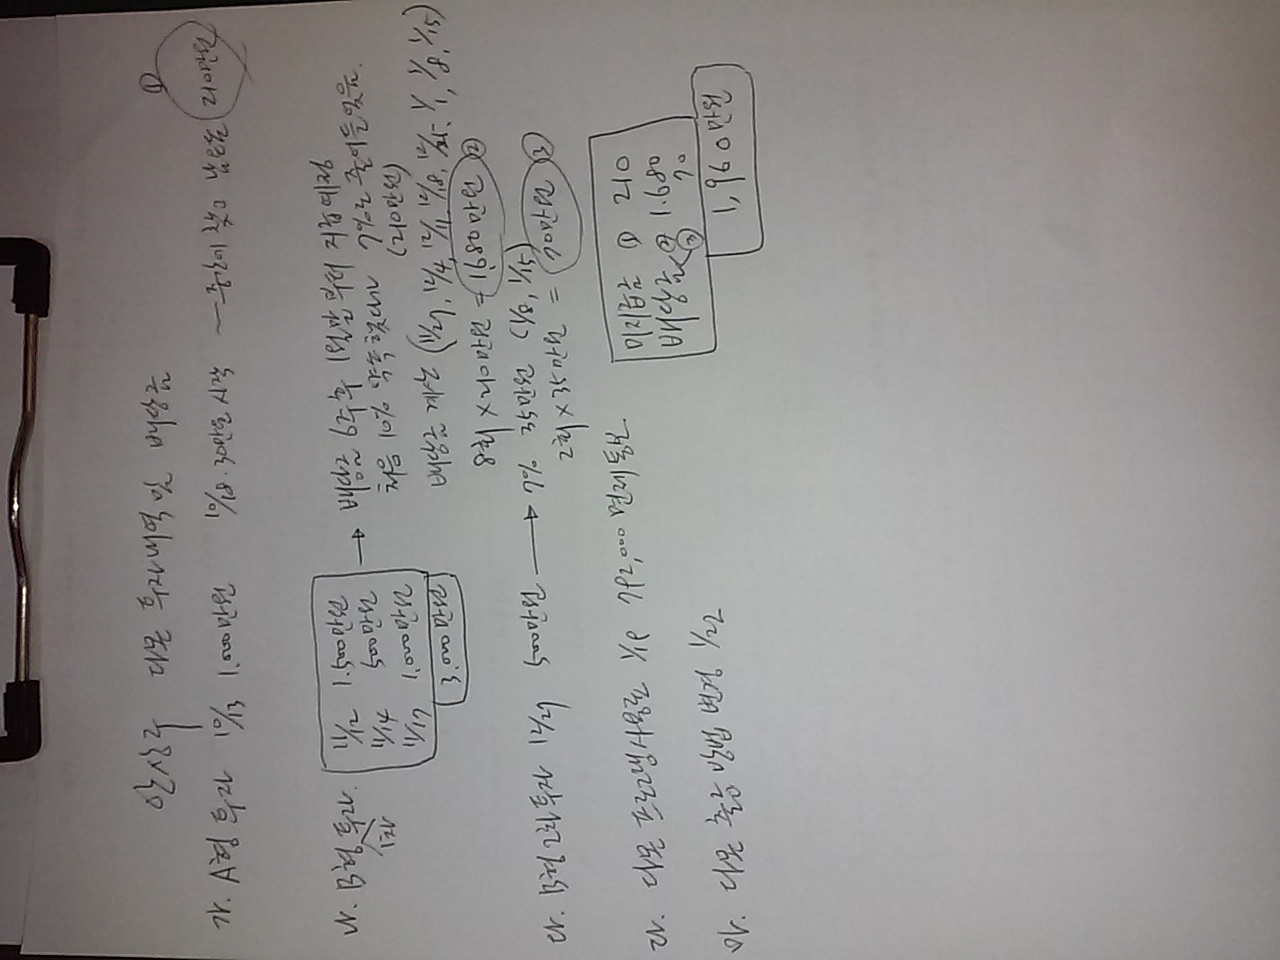 안상루 다몬 투자내역 및 배당금
①
가. A형 투자 10/13 1.000만원 10/18. 30만원 시작 — 중간에 찾고 남은돈 210만원
나. B형 투자. 11/12 1.500만원 → 배당금 6주후 1월말부터 지급예정
1차 11/14 500만원 처음 10% 약속했다가 7%로 줄어들었음.
11/17 1.000만원 (210만원)
3.000만원 배당금 계산 (11/27, 12/4, 12/11, 12/18, 12/25, 1/1, 1/8, 1/15)
8회 × 210만원 = 1,680만원 ②
다. B형 2차 투자 12/27 500만원 → 7% 35만원 (1/8, 1/15)
2회 × 35만원 = 70만원 ③
라. 다몬 프로그램사용료 1/19 792,000 면제통보.
미지급금 ① 210
배당금 ② 1.680
③ 70
마. 다몬 출금 방법 변경 1/22
1,960만원